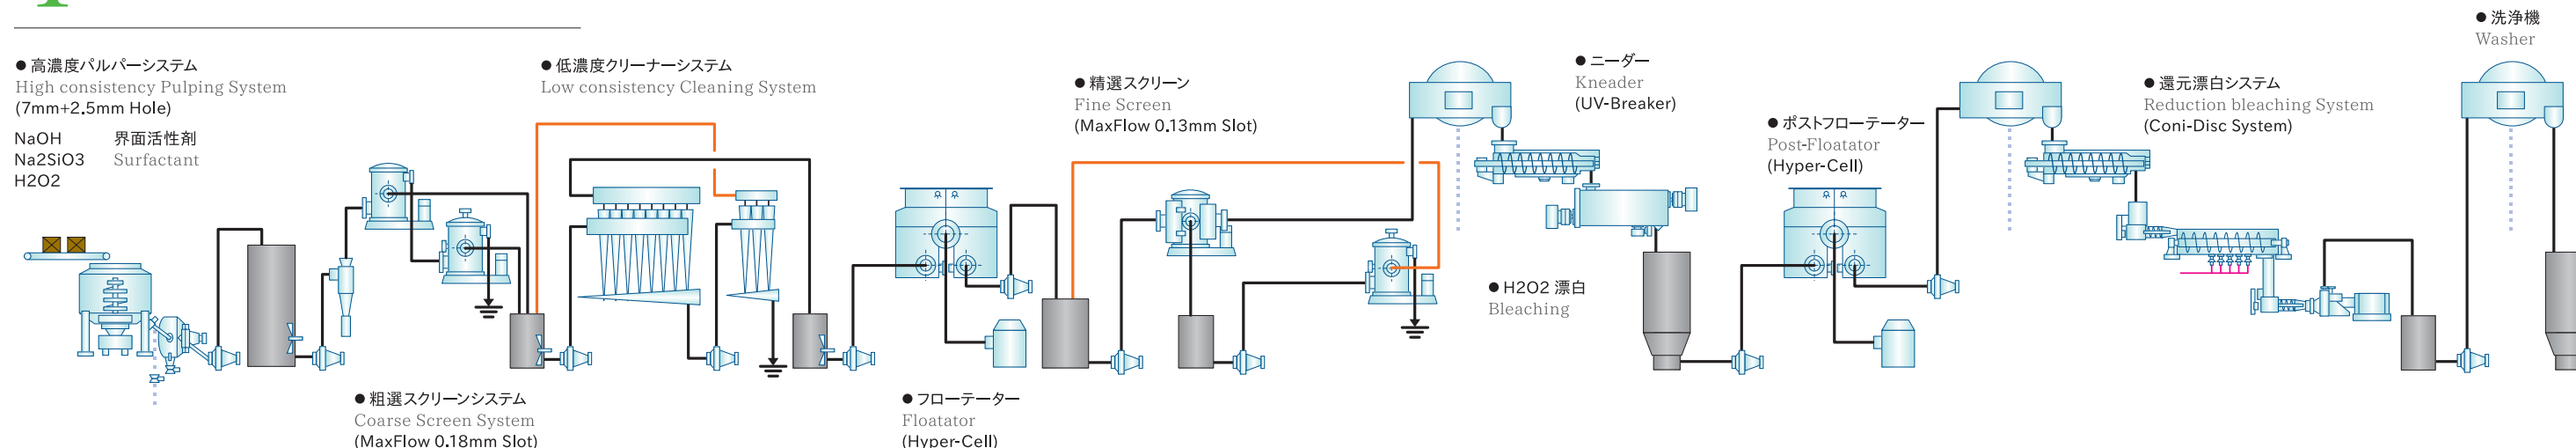 ● 高濃度パルパーシステム
High consistency Pulping System
(7mm+2.5mm Hole)
NaOH
Na2SiO3
H2O2
界面活性剤
Surfactant
● 粗選スクリーンシステム
Coarse Screen System
(MaxFlow 0.18mm Slot)
● 低濃度クリーナーシステム
Low consistency Cleaning System
● フローテーター
Floatator
(Hyper-Cell)
● 精選スクリーン
Fine Screen
(MaxFlow 0.13mm Slot)
● ニーダー
Kneader
(UV-Breaker)
● H2O2 漂白
Bleaching
● ポストフローテーター
Post-Floatator
(Hyper-Cell)
● 還元漂白システム
Reduction bleaching System
(Coni-Disc System)
● 洗浄機
Washer